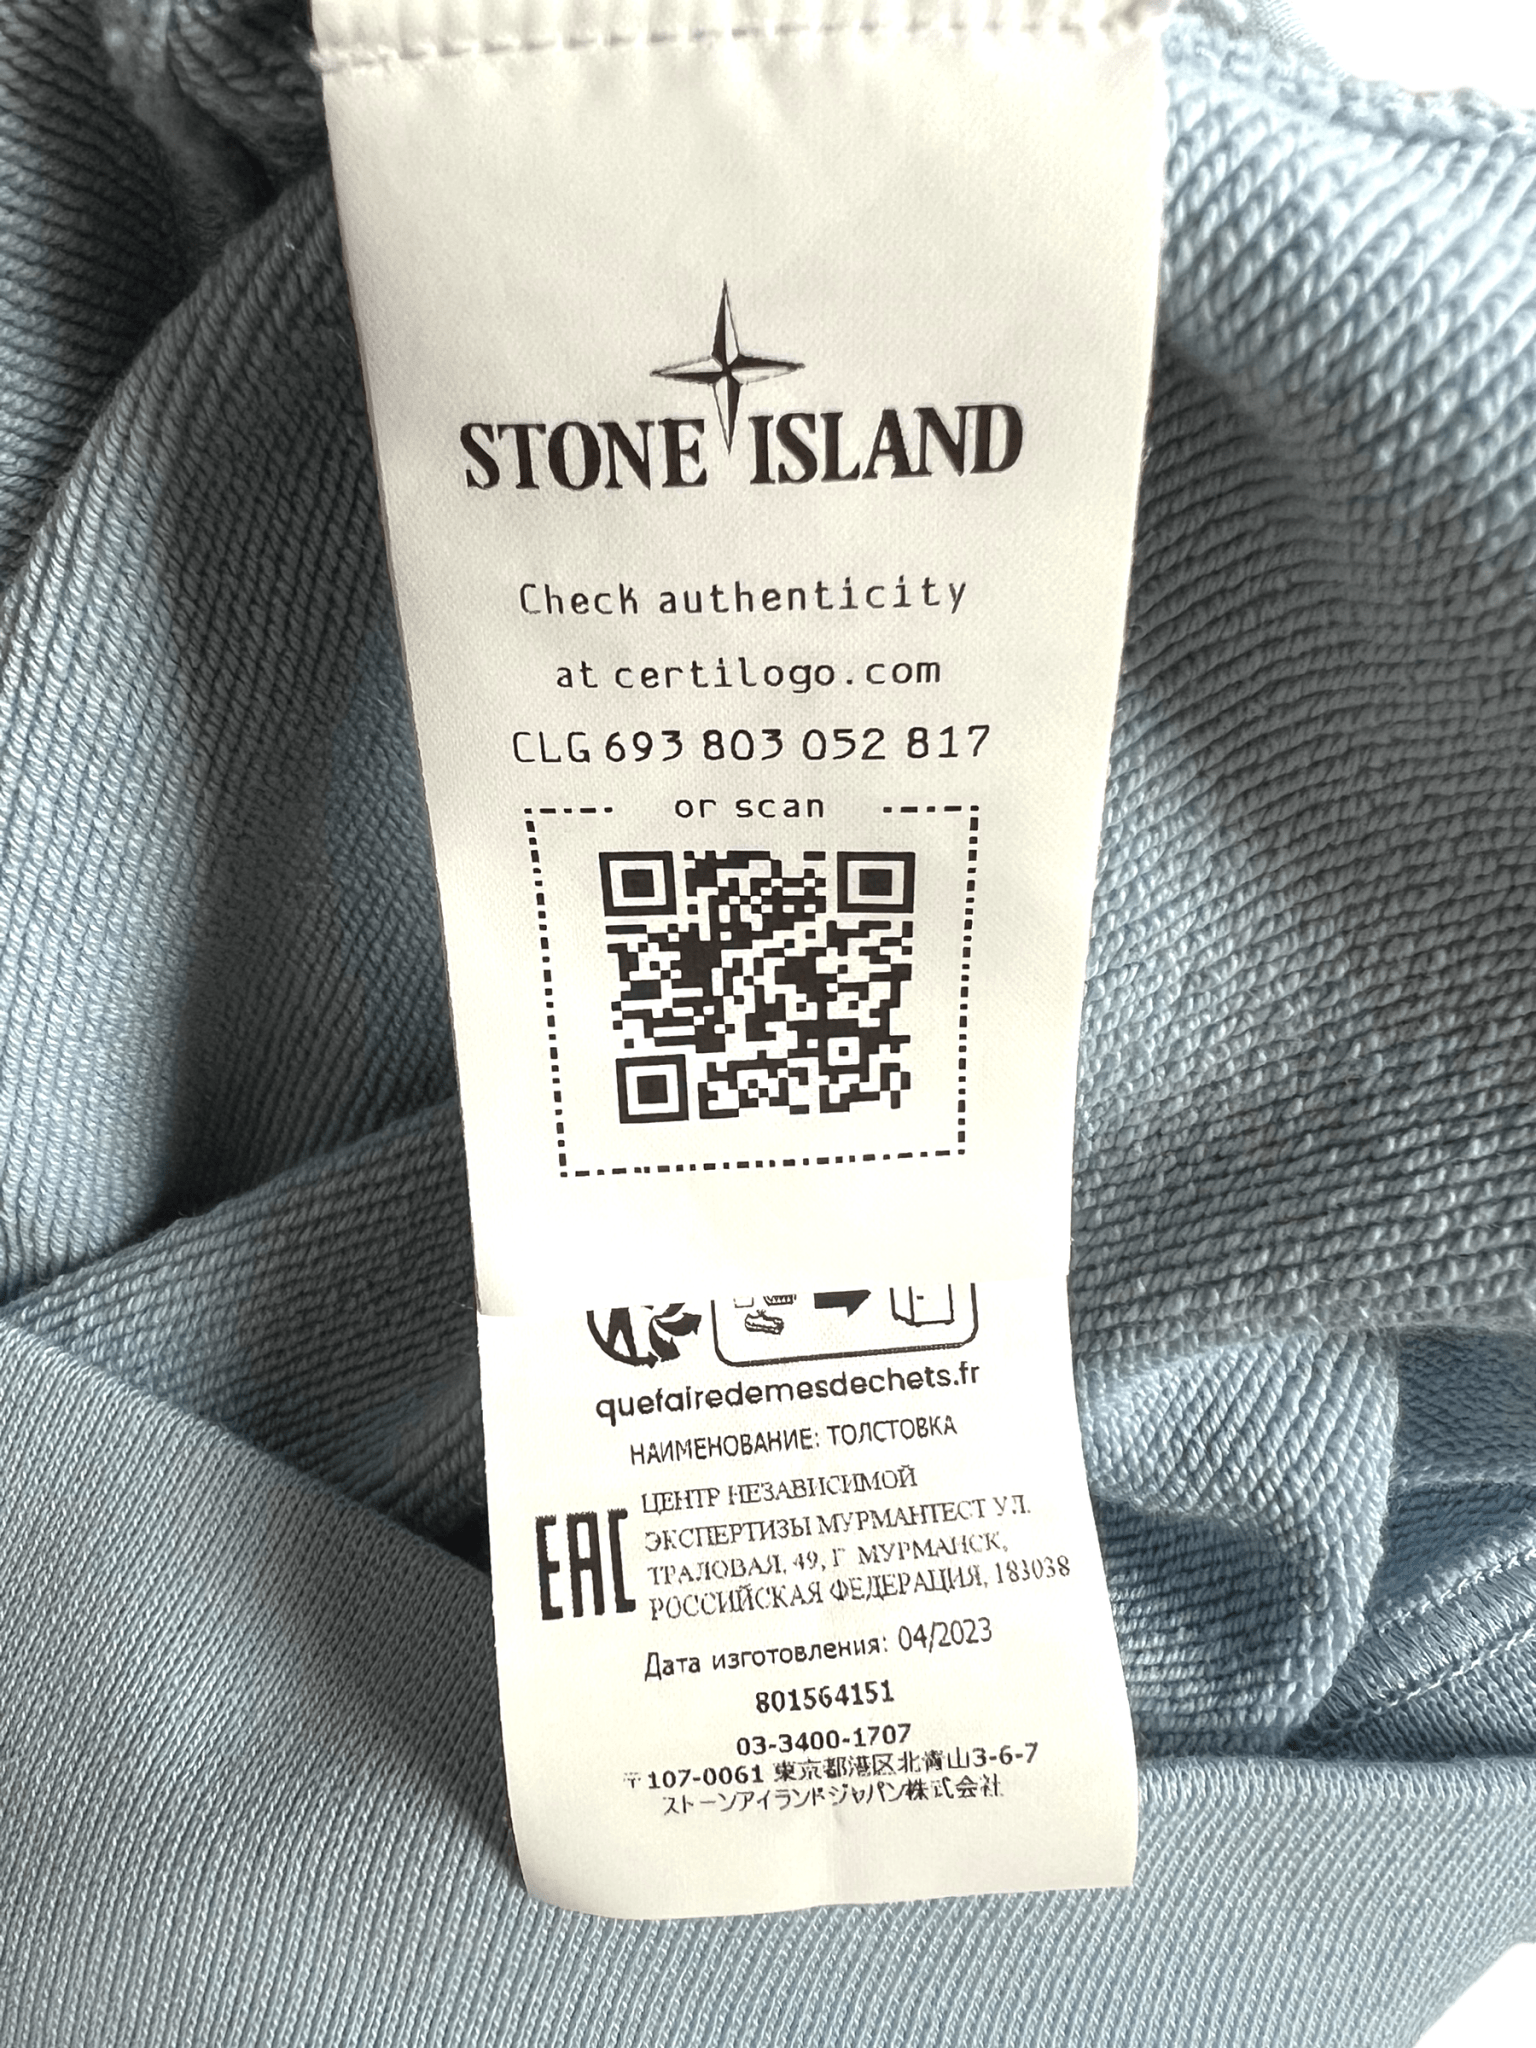 STONE ISLAND
Check authenticity
at certilogo.com
CLG 693 803 052 817
or scan
quefairedemesdechets.fr
НАИМЕНОВАНИЕ: ТОЛСТОВКА
ЦЕНТР НЕЗАВИСИМОЙ
ЭКСПЕРТИЗЫ МУРМАНТЕСТ УЛ.
ТРАЛОВАЯ, 49, Г МУРМАНСК,
РОССИЙСКАЯ ФЕДЕРАЦИЯ, 183038
EAC
Дата изготовления: 04/2023
801564151
03-3400-1707
〒107-0061 東京都港区北青山3-6-7
ストーンアイランドジャパン株式会社